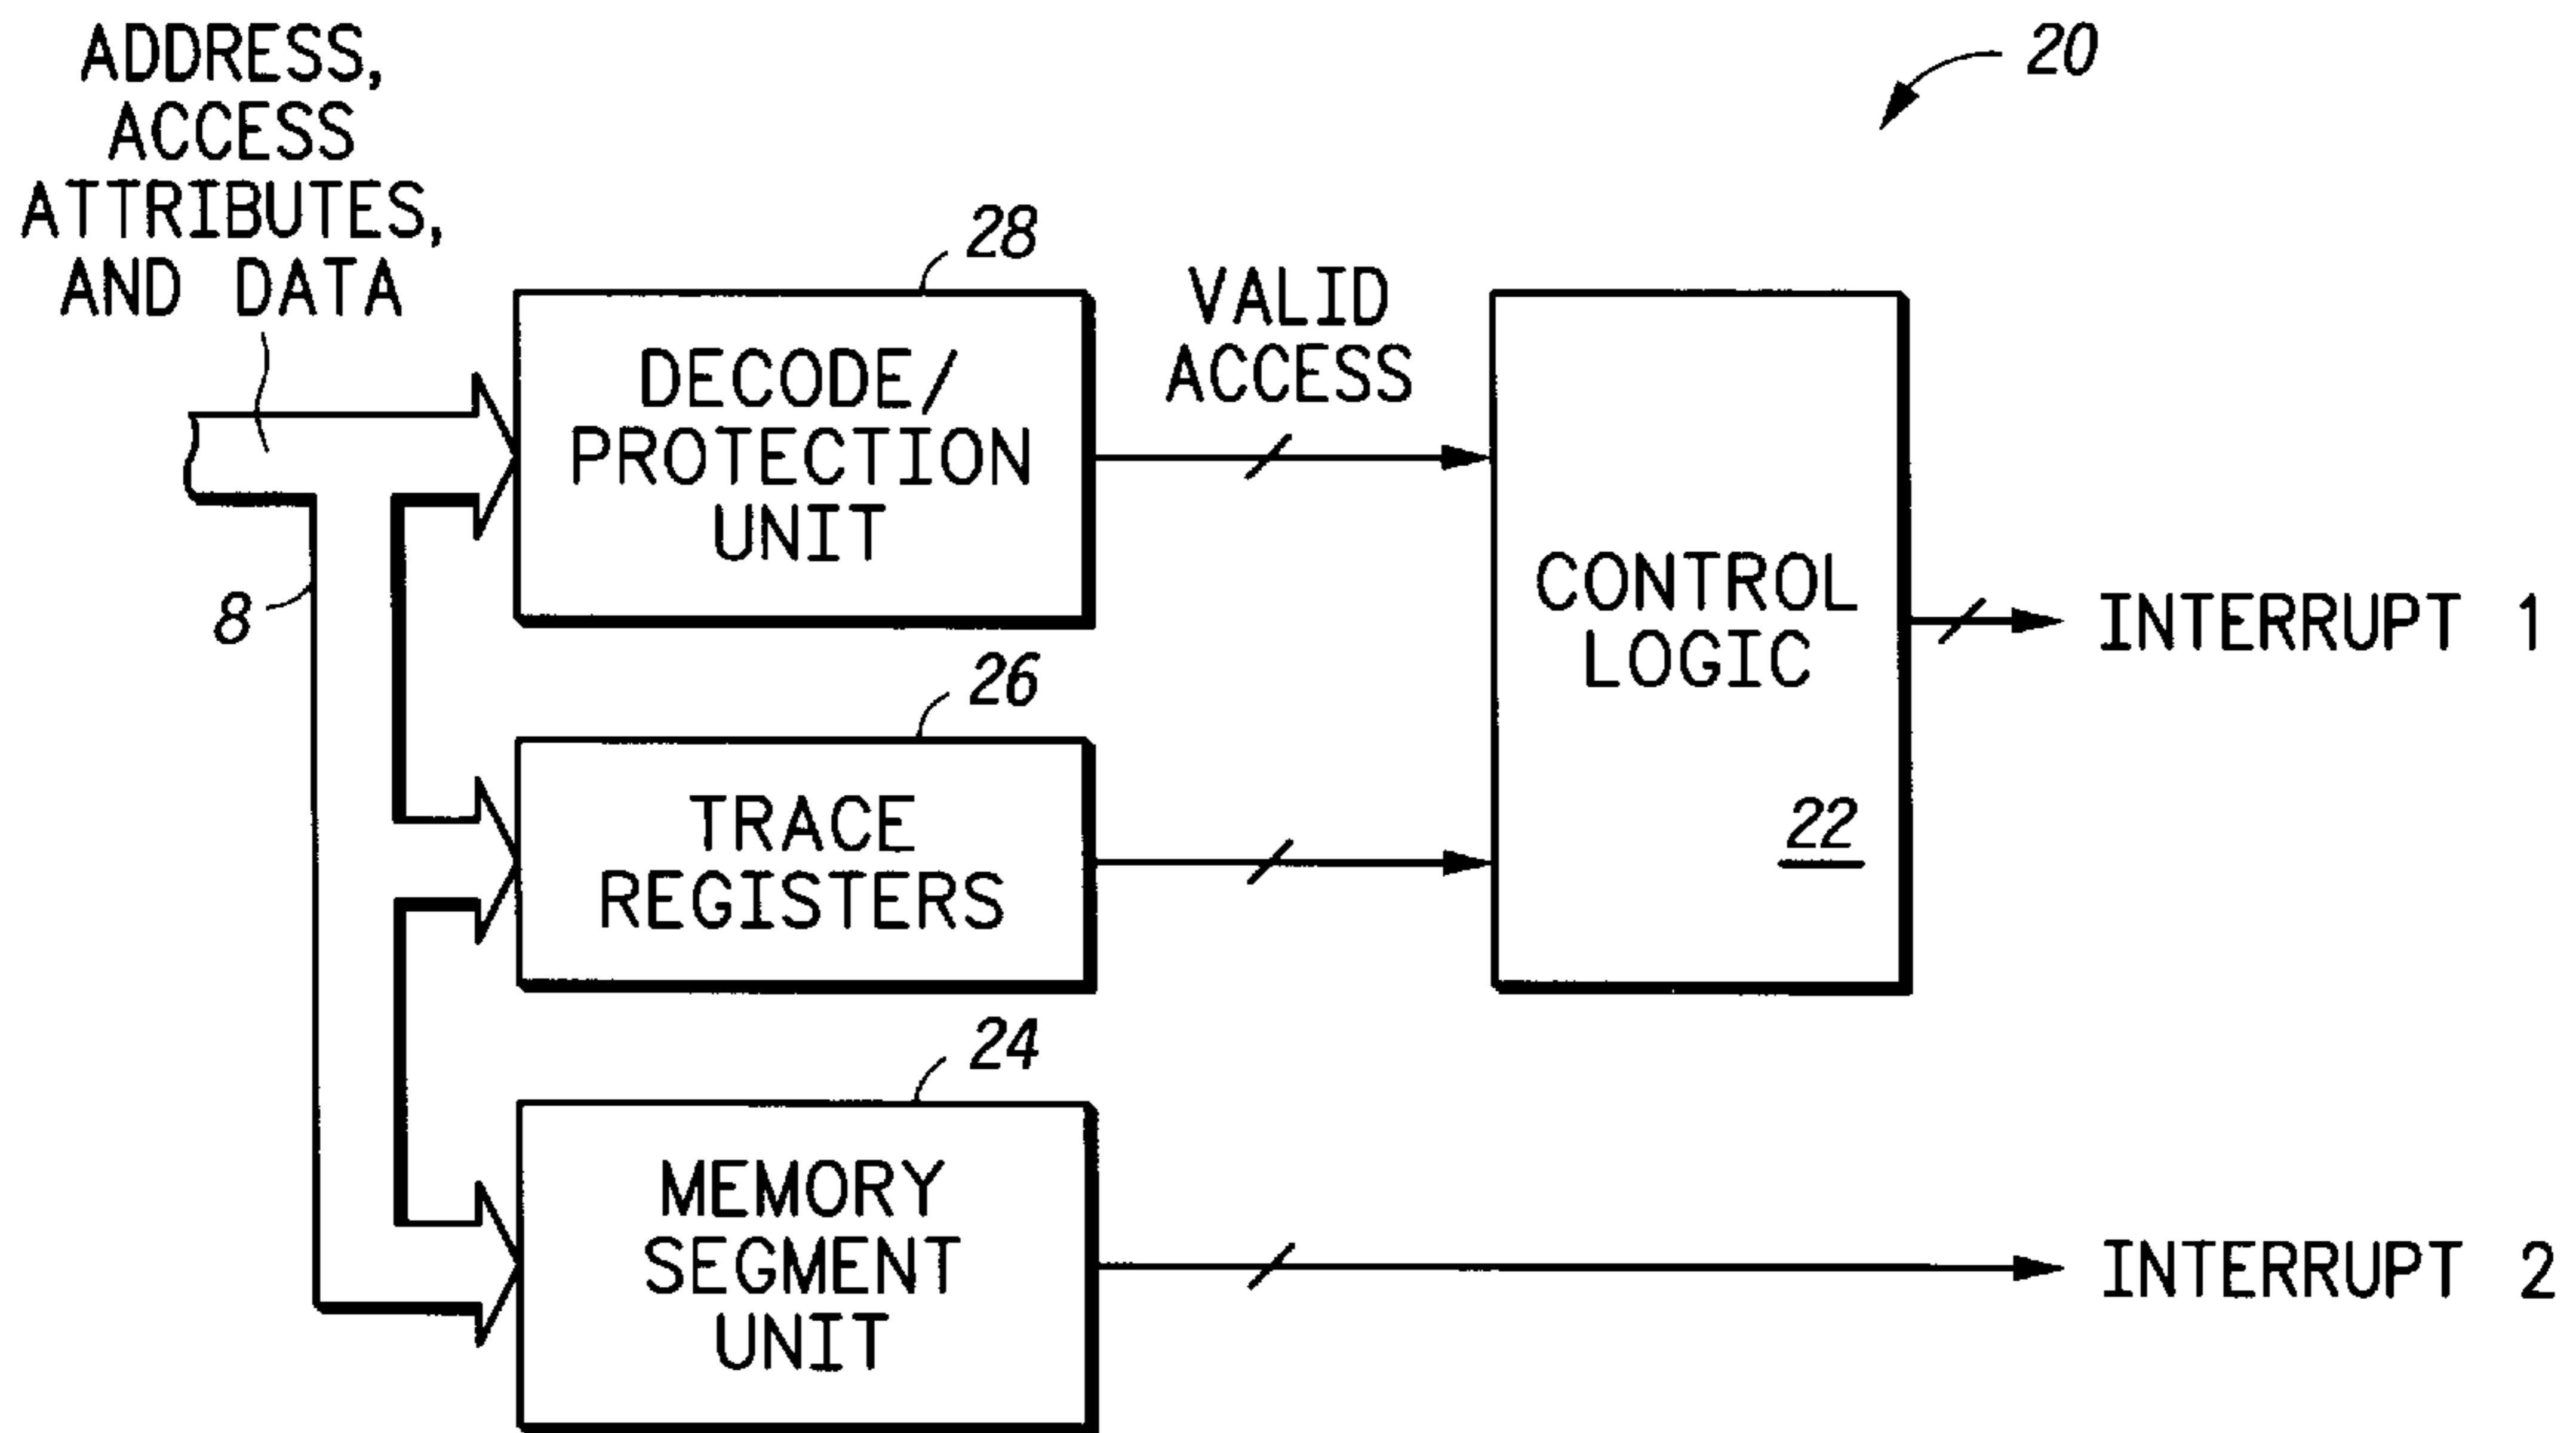 ADDRESS,
ACCESS
ATTRIBUTES,
AND DATA
20
28
DECODE/
PROTECTION
UNIT
VALID
ACCESS
8
CONTROL
LOGIC
22
INTERRUPT 1
26
TRACE
REGISTERS
24
MEMORY
SEGMENT
UNIT
INTERRUPT 2